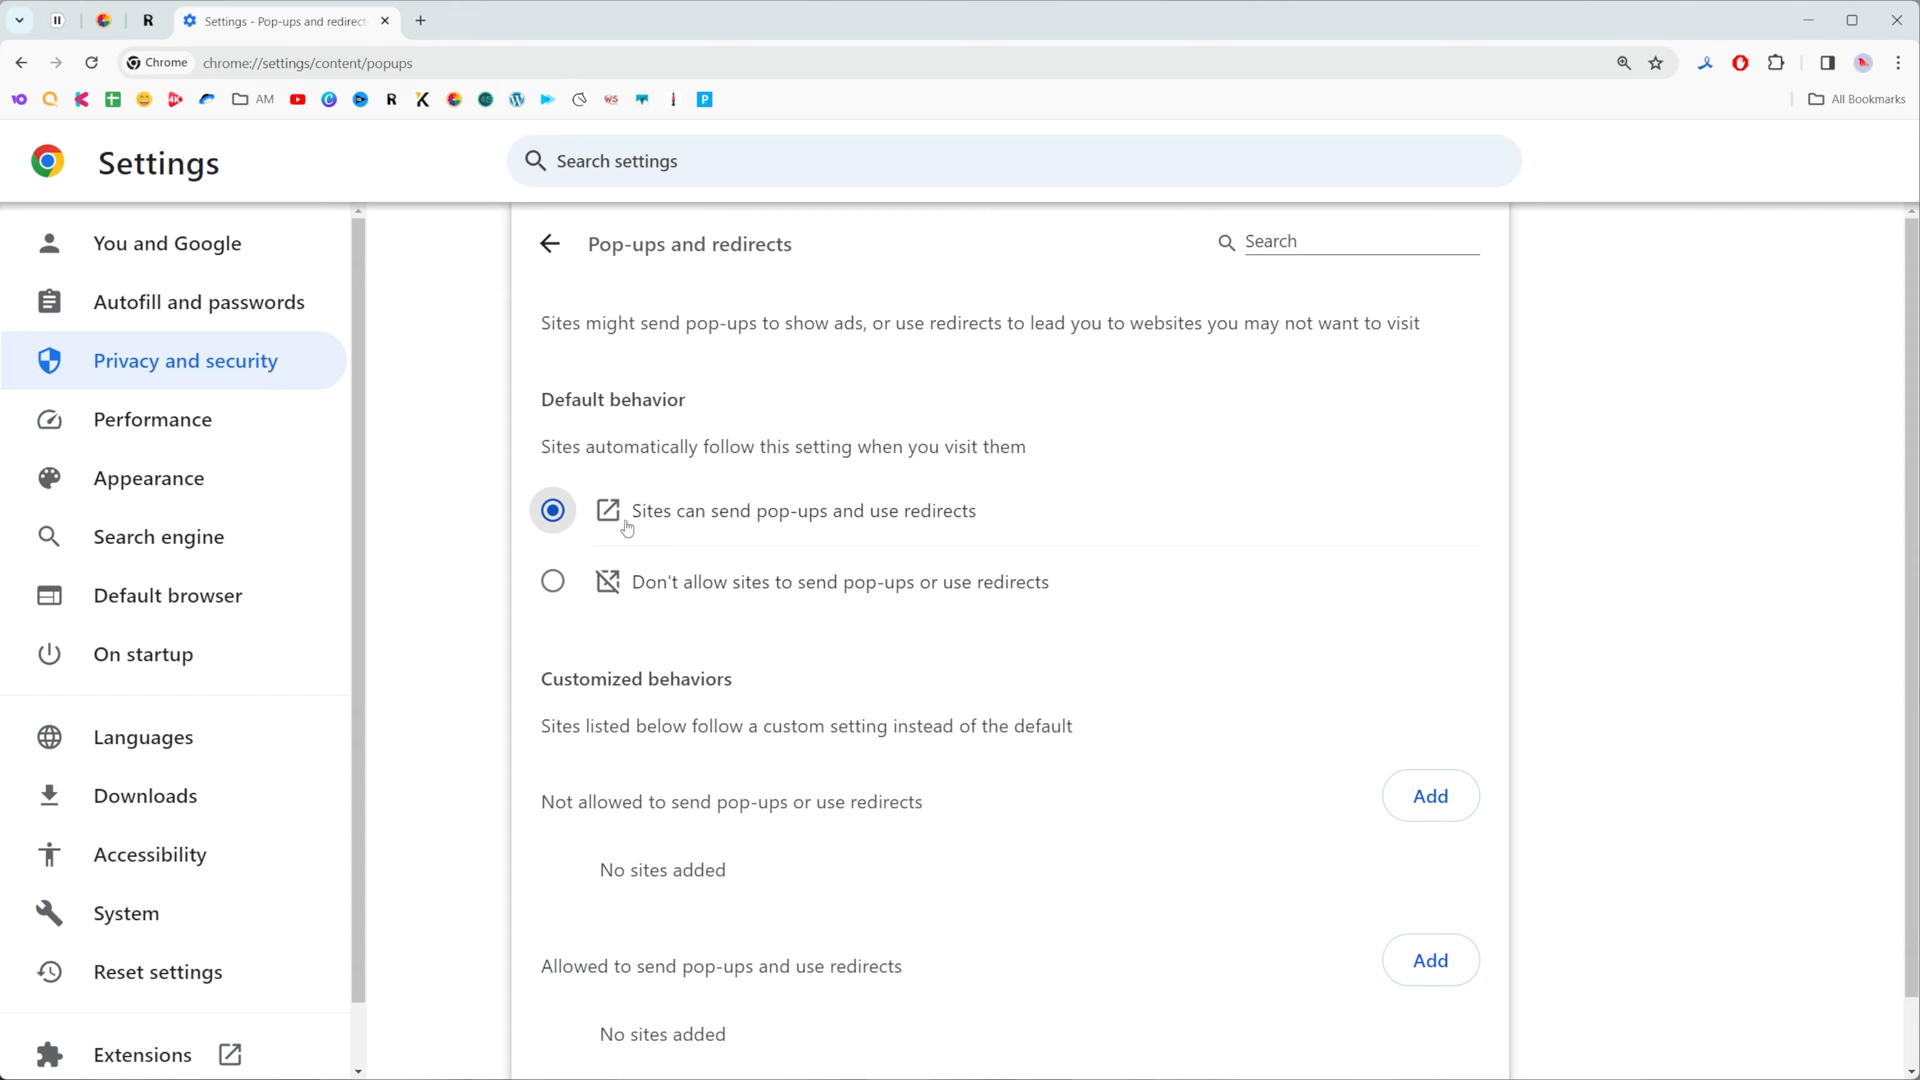 Settings - Pop-ups and redirect
Chrome
chrome://settings/content/popups
AM
All Bookmarks
Settings
Search settings
You and Google
Autofill and passwords
Privacy and security
Performance
Appearance
Search engine
Default browser
On startup
Languages
Downloads
Accessibility
System
Reset settings
Extensions
Pop-ups and redirects
Search
Sites might send pop-ups to show ads, or use redirects to lead you to websites you may not want to visit
Default behavior
Sites automatically follow this setting when you visit them
Sites can send pop-ups and use redirects
Don't allow sites to send pop-ups or use redirects
Customized behaviors
Sites listed below follow a custom setting instead of the default
Not allowed to send pop-ups or use redirects
Add
No sites added
Allowed to send pop-ups and use redirects
Add
No sites added